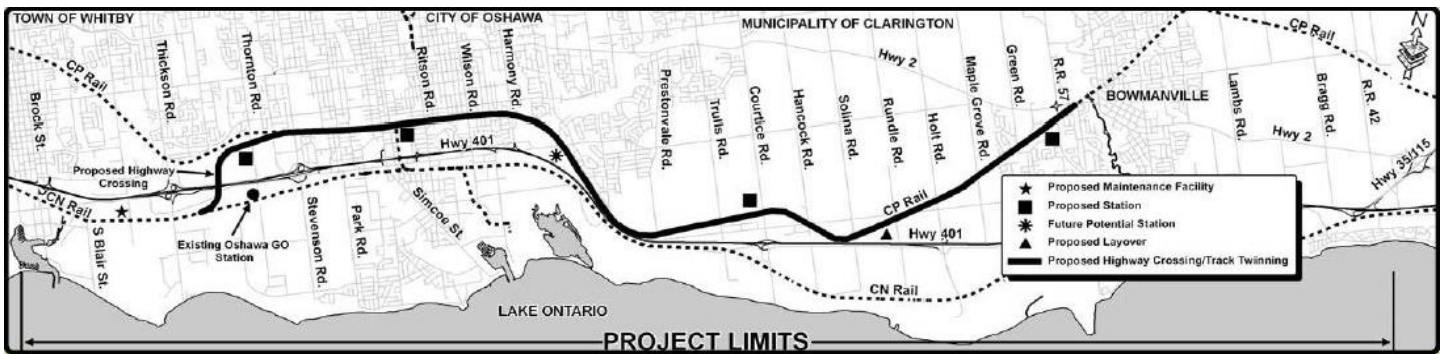 TOWN OF WHITBY
CITY OF OSHAWA
MUNICIPALITY OF CLARINGTON
N
CP Rail
Brock St.
CP Rail
Thickson Rd.
Thornton Rd.
Ritson Rd.
Wilson Rd.
Harmony Rd.
Prestonvale Rd.
Trulls Rd.
Courtice Rd.
Hancock Rd.
Solina Rd.
Rundle Rd.
Holt Rd.
Maple Grove Rd.
Green Rd.
R.R. 57
Hwy 2
BOWMANVILLE
Lambs Rd.
Bragg Rd.
R.R. 42
Hwy 2
Hwy 35/115
Proposed Highway
Crossing
Hwy 401
CN Rail
S Blair St.
Existing Oshawa GO
Station
Stevenson Rd.
Park Rd.
Simcoe St.
CP Rail
Hwy 401
CN Rail
Proposed Maintenance Facility
Proposed Station
Future Potential Station
Proposed Layover
Proposed Highway Crossing/Track Twinning
LAKE ONTARIO
PROJECT LIMITS